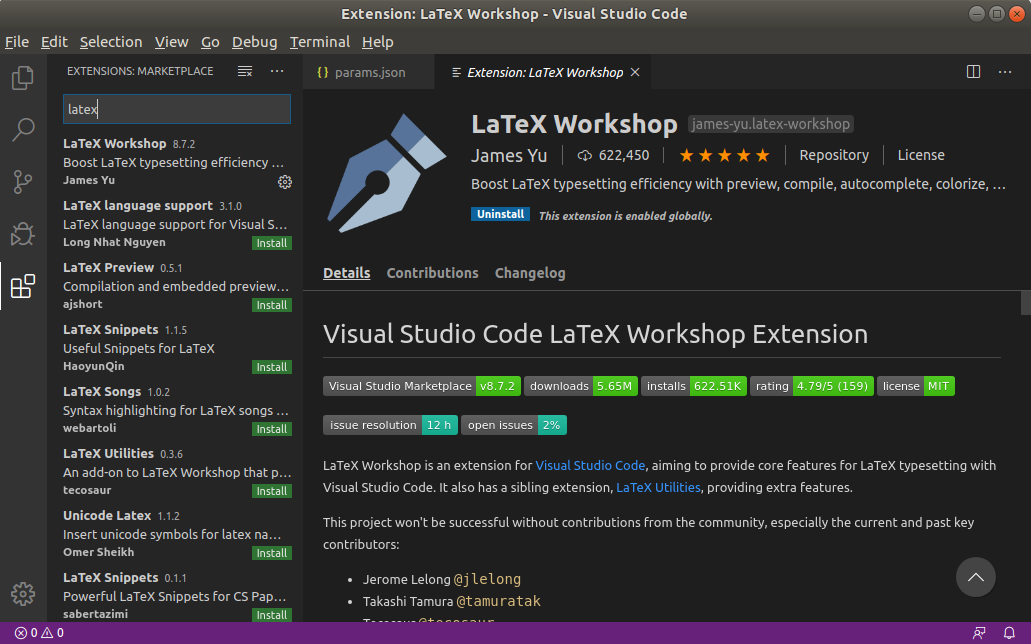 Extension: LaTeX Workshop - Visual Studio Code
File Edit Selection View Go Debug Terminal Help
EXTENSIONS: MARKETPLACE
latex
LaTeX Workshop 8.7.2
Boost LaTeX typesetting efficiency ...
James Yu
LaTeX language support 3.1.0
LaTeX language support for Visual S...
Long Nhat Nguyen Install
LaTeX Preview 0.5.1
Compilation and embedded preview...
ajshort Install
LaTeX Snippets 1.1.5
Useful Snippets for LaTeX
HaoyunQin Install
LaTeX Songs 1.0.2
Syntax highlighting for LaTeX songs ...
webartoli Install
LaTeX Utilities 0.3.6
An add-on to LaTeX Workshop that p...
tecosaur Install
Unicode Latex 1.1.2
Insert unicode symbols for latex na...
Omer Sheikh Install
LaTeX Snippets 0.1.1
Powerful LaTeX Snippets for CS Pap...
sabertazimi Install
{} params.json Extension: LaTeX Workshop
LaTeX Workshop james-yu.latex-workshop
James Yu 622,450 ★★★★★ Repository License
Boost LaTeX typesetting efficiency with preview, compile, autocomplete, colorize, ...
Uninstall This extension is enabled globally.
Details Contributions Changelog
Visual Studio Code LaTeX Workshop Extension
Visual Studio Marketplace v8.7.2 downloads 5.65M installs 622.51K rating 4.79/5 (159) license MIT
issue resolution 12 h open issues 2%
LaTeX Workshop is an extension for Visual Studio Code, aiming to provide core features for LaTeX typesetting with
Visual Studio Code. It also has a sibling extension, LaTeX Utilities, providing extra features.
This project won't be successful without contributions from the community, especially the current and past key
contributors:
• Jerome Lelong @jlelong
• Takashi Tamura @tamuratak
• Tecosaur @tecosaur
0 0